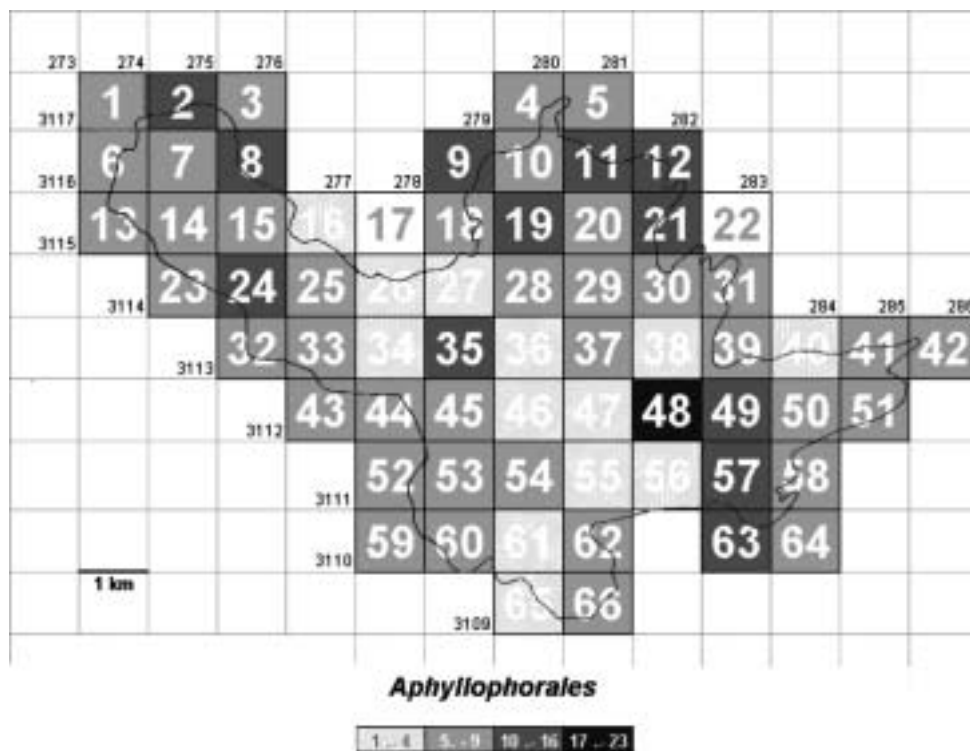 273 274 275 276 280 281
1 2 3 4 5
3117 279 282
6 7 8 9 10 11 12
3116 277 278 283
13 14 15 16 17 18 19 20 21 22
3115
23 24 25 26 27 28 29 30 31
3114 284 285 286
32 33 34 35 36 37 38 39 40 41 42
3113
43 44 45 46 47 48 49 50 51
3112
52 53 54 55 56 57 58
3111
59 60 61 62 63 64
3110
1 km
65 66
3109
Aphyllophorales
1 - 4 5 - 9 10 - 16 17 - 23